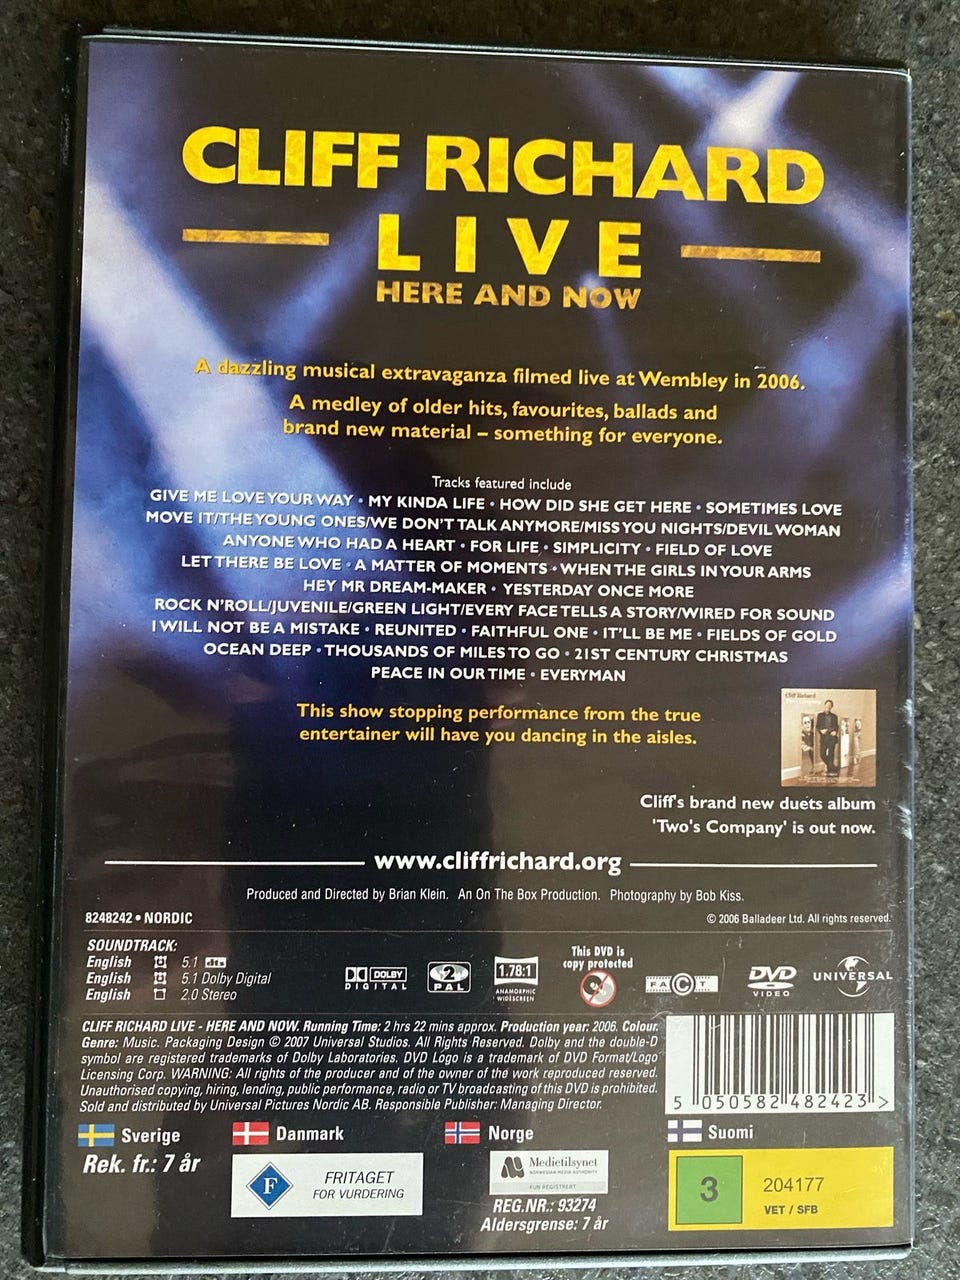 CLIFF RICHARD
LIVE
HERE AND NOW
A dazzling musical extravaganza filmed live at Wembley in 2006.
A medley of older hits, favourites, ballads and
brand new material – something for everyone.
Tracks featured include
GIVE ME LOVE YOUR WAY • MY KINDA LIFE • HOW DID SHE GET HERE • SOMETIMES LOVE
MOVE IT/THE YOUNG ONES/WE DON'T TALK ANYMORE/MISS YOU NIGHTS/DEVIL WOMAN
ANYONE WHO HAD A HEART • FOR LIFE • SIMPLICITY • FIELD OF LOVE
LET THERE BE LOVE • A MATTER OF MOMENTS • WHEN THE GIRLS IN YOUR ARMS
HEY MR DREAM-MAKER • YESTERDAY ONCE MORE
ROCK N'ROLL/JUVENILE/GREEN LIGHT/EVERY FACE TELLS A STORY/WIRED FOR SOUND
I WILL NOT BE A MISTAKE • REUNITED • FAITHFUL ONE • IT'LL BE ME • FIELDS OF GOLD
OCEAN DEEP • THOUSANDS OF MILES TO GO • 21ST CENTURY CHRISTMAS
PEACE IN OUR TIME • EVERYMAN
This show stopping performance from the true
entertainer will have you dancing in the aisles.
Cliff Richard
Cliff's brand new duets album
'Two's Company' is out now.
www.cliffrichard.org
Produced and Directed by Brian Klein. An On The Box Production. Photography by Bob Kiss.
8248242 • NORDIC
© 2006 Balladeer Ltd. All rights reserved.
SOUNDTRACK:
English 5.1 dts
English 5.1 Dolby Digital
English 2.0 Stereo
DOLBY
DIGITAL
2
PAL
1.78:1
ANAMORPHIC
WIDESCREEN
This DVD is
copy protected
FACT
DVD
VIDEO
UNIVERSAL
CLIFF RICHARD LIVE - HERE AND NOW. Running Time: 2 hrs 22 mins approx. Production year: 2006. Colour.
Genre: Music. Packaging Design © 2007 Universal Studios. All Rights Reserved. Dolby and the double-D
symbol are registered trademarks of Dolby Laboratories. DVD Logo is a trademark of DVD Format/Logo
Licensing Corp. WARNING: All rights of the producer and of the owner of the work reproduced reserved.
Unauthorised copying, hiring, lending, public performance, radio or TV broadcasting of this DVD is prohibited.
Sold and distributed by Universal Pictures Nordic AB. Responsible Publisher: Managing Director.
5 050582 482423 >
Sverige
Rek. fr.: 7 år
Danmark
F
FRITAGET
FOR VURDERING
Norge
Medietilsynet
NORWEGIAN MEDIA AUTHORITY
FUN REGISTRERT
REG.NR.: 93274
Aldersgrense: 7 år
Suomi
3
204177
VET / SFB